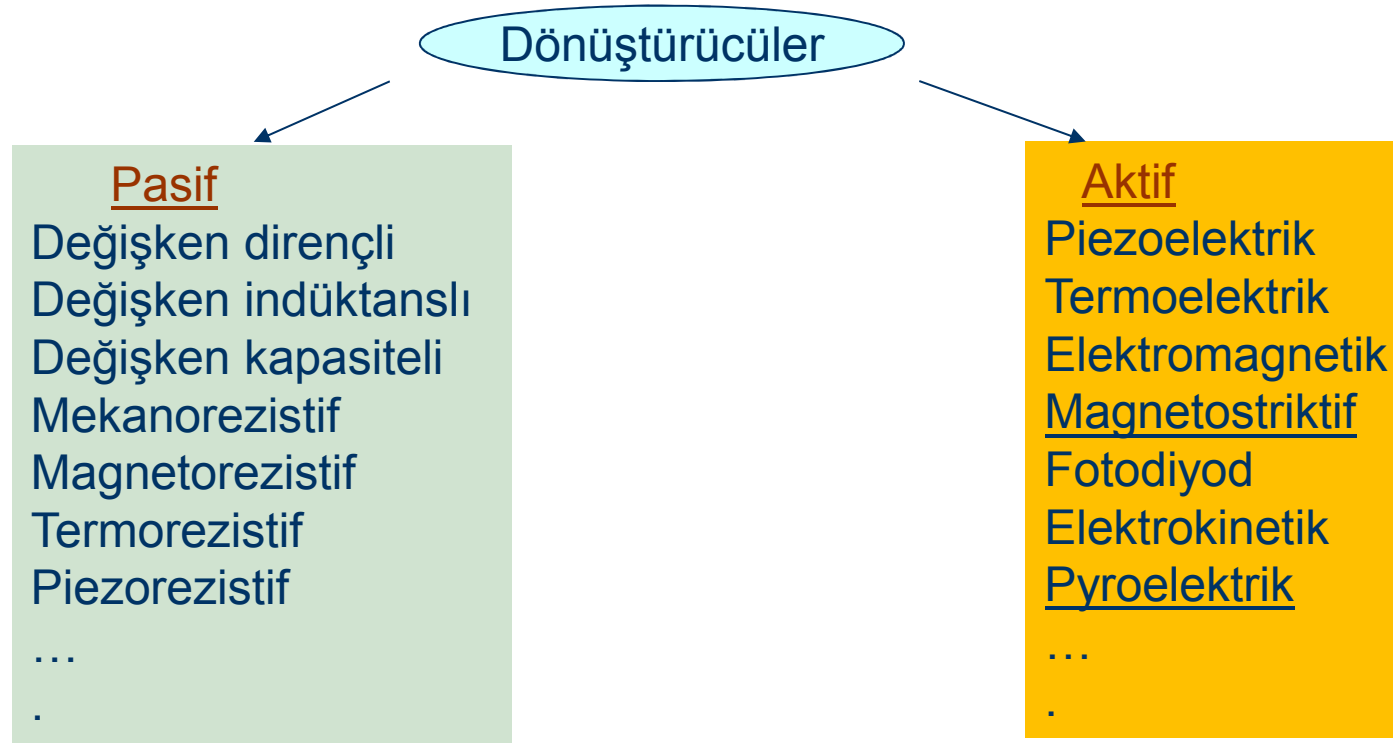 Dönüştürücüler
Pasif
Değişken dirençli
Değişken indüktanslı
Değişken kapasiteli
Mekanorezistif
Magnetorezistif
Termorezistif
Piezorezistif
…
.
Aktif
Piezoelektrik
Termoelektrik
Elektromagnetik
Magnetostriktif
Fotodiyod
Elektrokinetik
Pyroelektrik
…
.